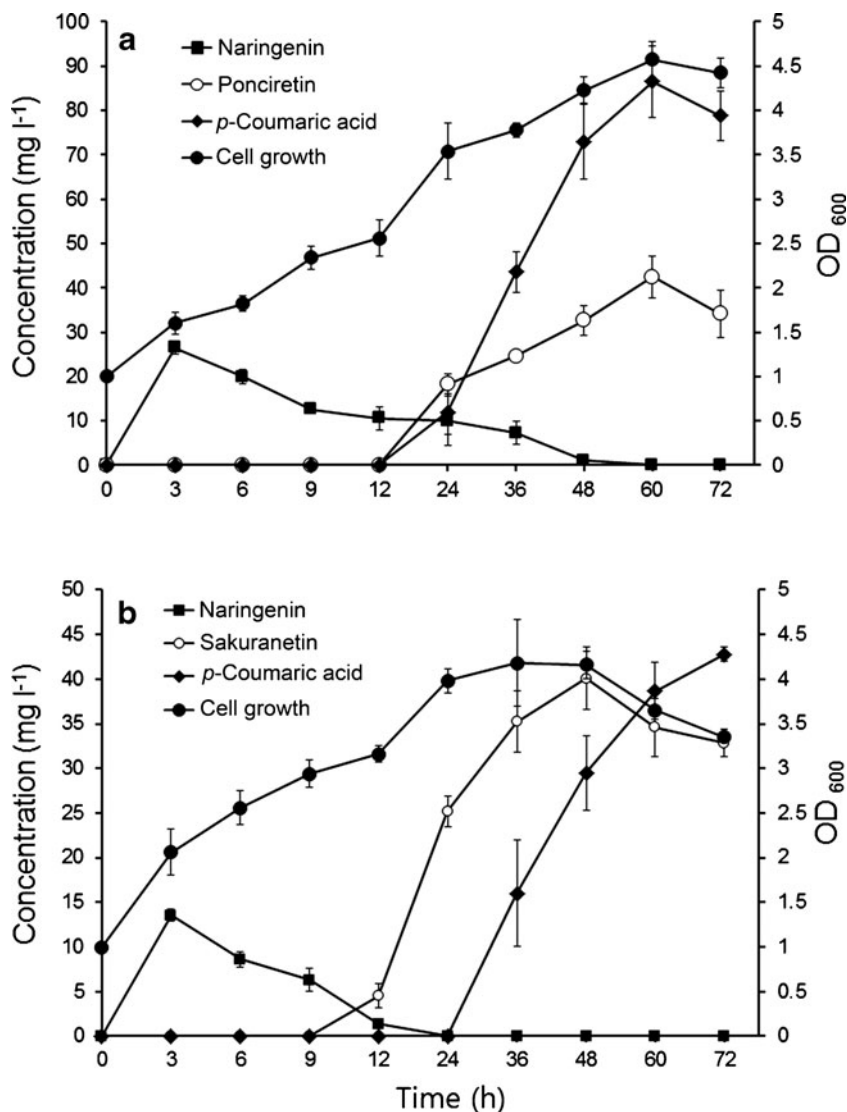 a
Naringenin
Ponciretin
p-Coumaric acid
Cell growth
Concentration (mg l-1)
100
90
80
70
60
50
40
30
20
10
0
OD600
5
4.5
4
3.5
3
2.5
2
1.5
1
0.5
0
0 3 6 9 12 24 36 48 60 72
b
Naringenin
Sakuranetin
p-Coumaric acid
Cell growth
Concentration (mg l-1)
50
45
40
35
30
25
20
15
10
5
0
OD600
5
4.5
4
3.5
3
2.5
2
1.5
1
0.5
0
0 3 6 9 12 24 36 48 60 72
Time (h)